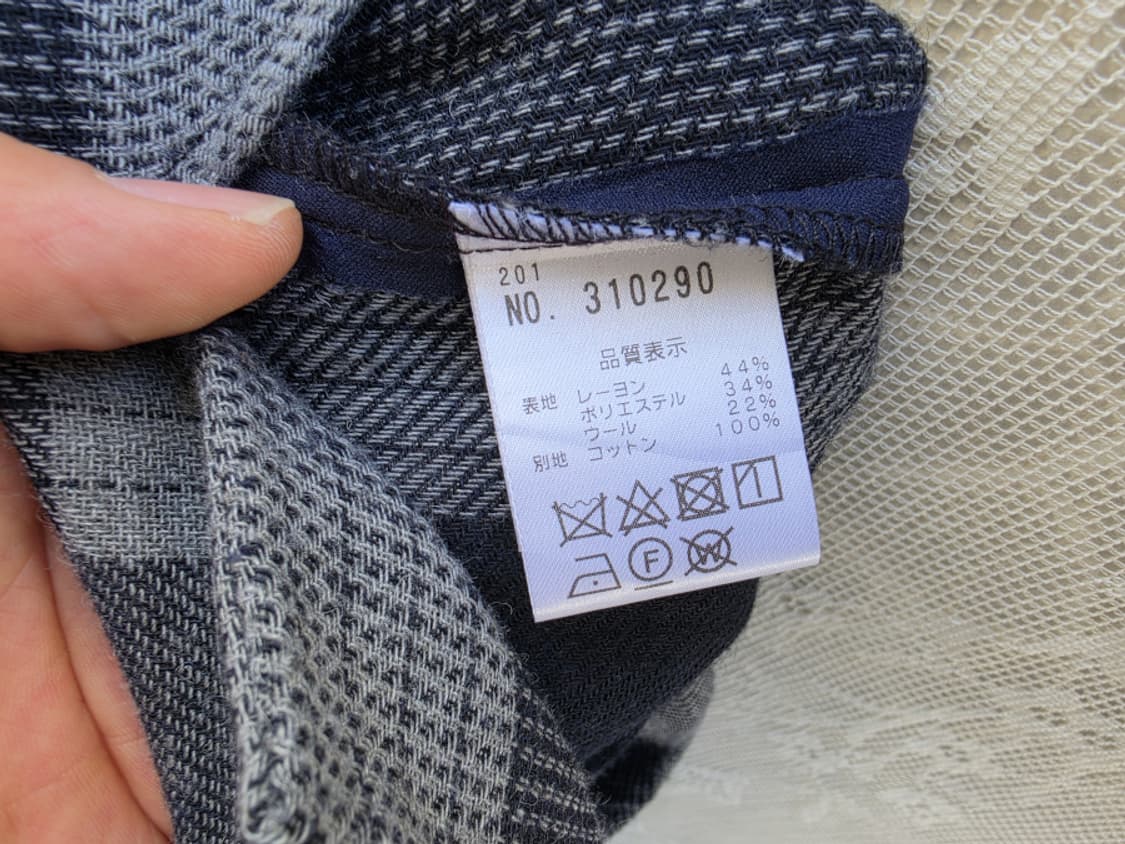 201
NO. 310290
品質表示
表地 レーヨン 44%
ポリエステル 34%
ウール 22%
別地 コットン 100%
F
W